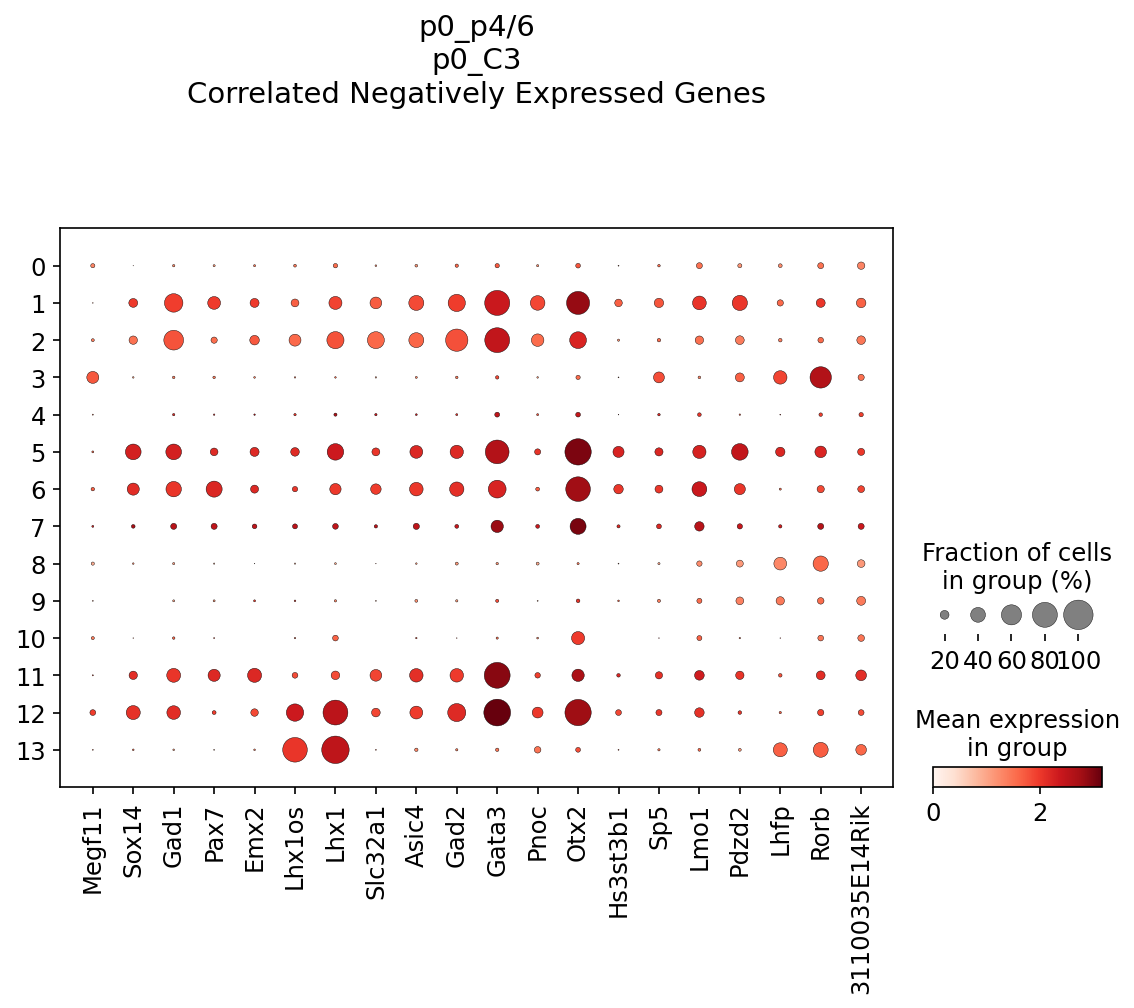 p0_p4/6
p0_C3
Correlated Negatively Expressed Genes
0
1
2
3
4
5
6
7
8
9
10
11
12
13
Megf11
Sox14
Gad1
Pax7
Emx2
Lhx1os
Lhx1
Slc32a1
Asic4
Gad2
Gata3
Pnoc
Otx2
Hs3st3b1
Sp5
Lmo1
Pdzd2
Lhfp
Rorb
3110035E14Rik
Fraction of cells
in group (%)
20 40 60 80 100
Mean expression
in group
0 2